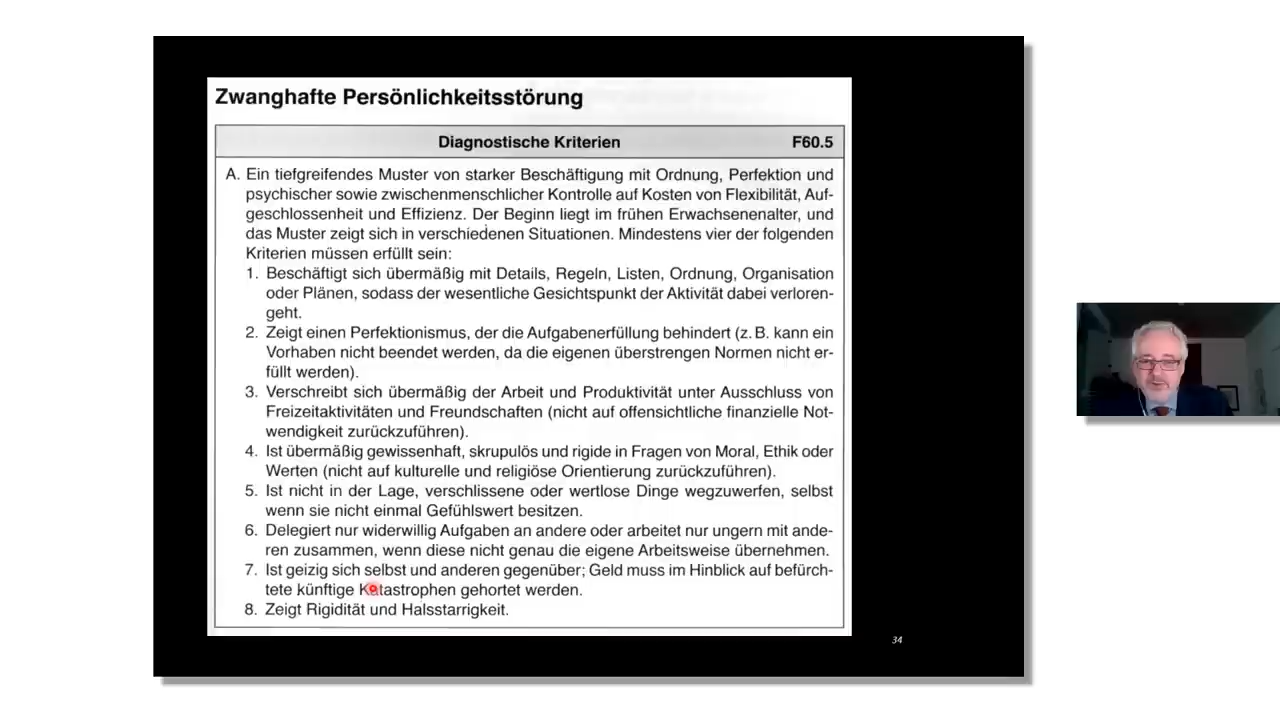 Zwanghafte Persönlichkeitsstörung
Diagnostische Kriterien F60.5
A. Ein tiefgreifendes Muster von starker Beschäftigung mit Ordnung, Perfektion und
psychischer sowie zwischenmenschlicher Kontrolle auf Kosten von Flexibilität, Auf-
geschlossenheit und Effizienz. Der Beginn liegt im frühen Erwachsenenalter, und
das Muster zeigt sich in verschiedenen Situationen. Mindestens vier der folgenden
Kriterien müssen erfüllt sein:
1. Beschäftigt sich übermäßig mit Details, Regeln, Listen, Ordnung, Organisation
oder Plänen, sodass der wesentliche Gesichtspunkt der Aktivität dabei verloren-
geht.
2. Zeigt einen Perfektionismus, der die Aufgabenerfüllung behindert (z. B. kann ein
Vorhaben nicht beendet werden, da die eigenen überstrengen Normen nicht er-
füllt werden).
3. Verschreibt sich übermäßig der Arbeit und Produktivität unter Ausschluss von
Freizeitaktivitäten und Freundschaften (nicht auf offensichtliche finanzielle Not-
wendigkeit zurückzuführen).
4. Ist übermäßig gewissenhaft, skrupulös und rigide in Fragen von Moral, Ethik oder
Werten (nicht auf kulturelle und religiöse Orientierung zurückzuführen).
5. Ist nicht in der Lage, verschlissene oder wertlose Dinge wegzuwerfen, selbst
wenn sie nicht einmal Gefühlswert besitzen.
6. Delegiert nur widerwillig Aufgaben an andere oder arbeitet nur ungern mit ande-
ren zusammen, wenn diese nicht genau die eigene Arbeitsweise übernehmen.
7. Ist geizig sich selbst und anderen gegenüber; Geld muss im Hinblick auf befürch-
tete künftige Katastrophen gehortet werden.
8. Zeigt Rigidität und Halsstarrigkeit.
34